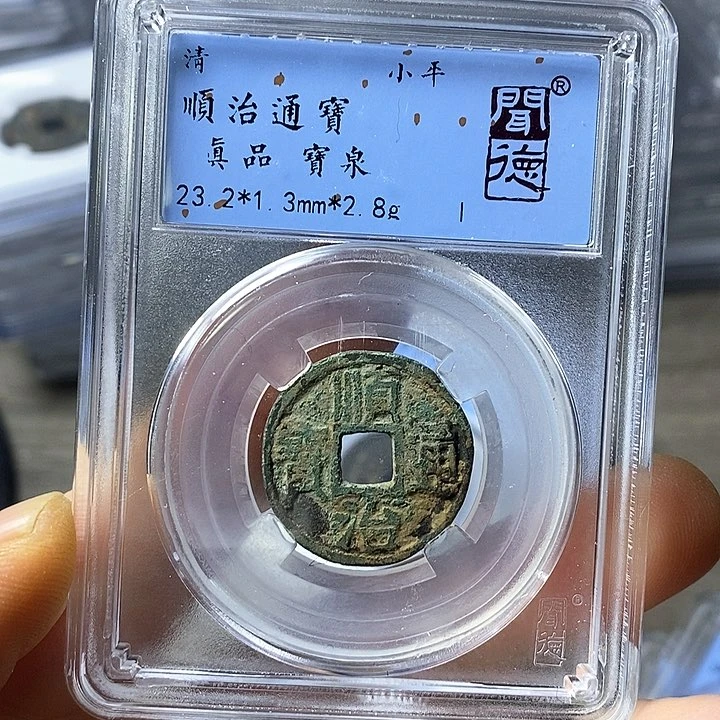 清 小平
順治通寶
真品 寶泉
23.2*1.3mm*2.8g 1
聞德®
順治通寶
聞德®